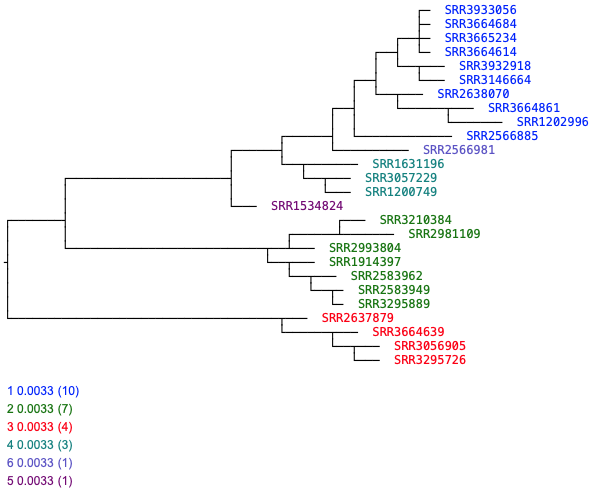 SRR3933056
SRR3664684
SRR3665234
SRR3664614
SRR3932918
SRR3146664
SRR2638070
SRR3664861
SRR1202996
SRR2566885
SRR2566981
SRR1631196
SRR3057229
SRR1200749
SRR1534824
SRR3210384
SRR2981109
SRR2993804
SRR1914397
SRR2583962
SRR2583949
SRR3295889
SRR2637879
SRR3664639
SRR3056905
SRR3295726
1 0.0033 (10)
2 0.0033 (7)
3 0.0033 (4)
4 0.0033 (3)
6 0.0033 (1)
5 0.0033 (1)